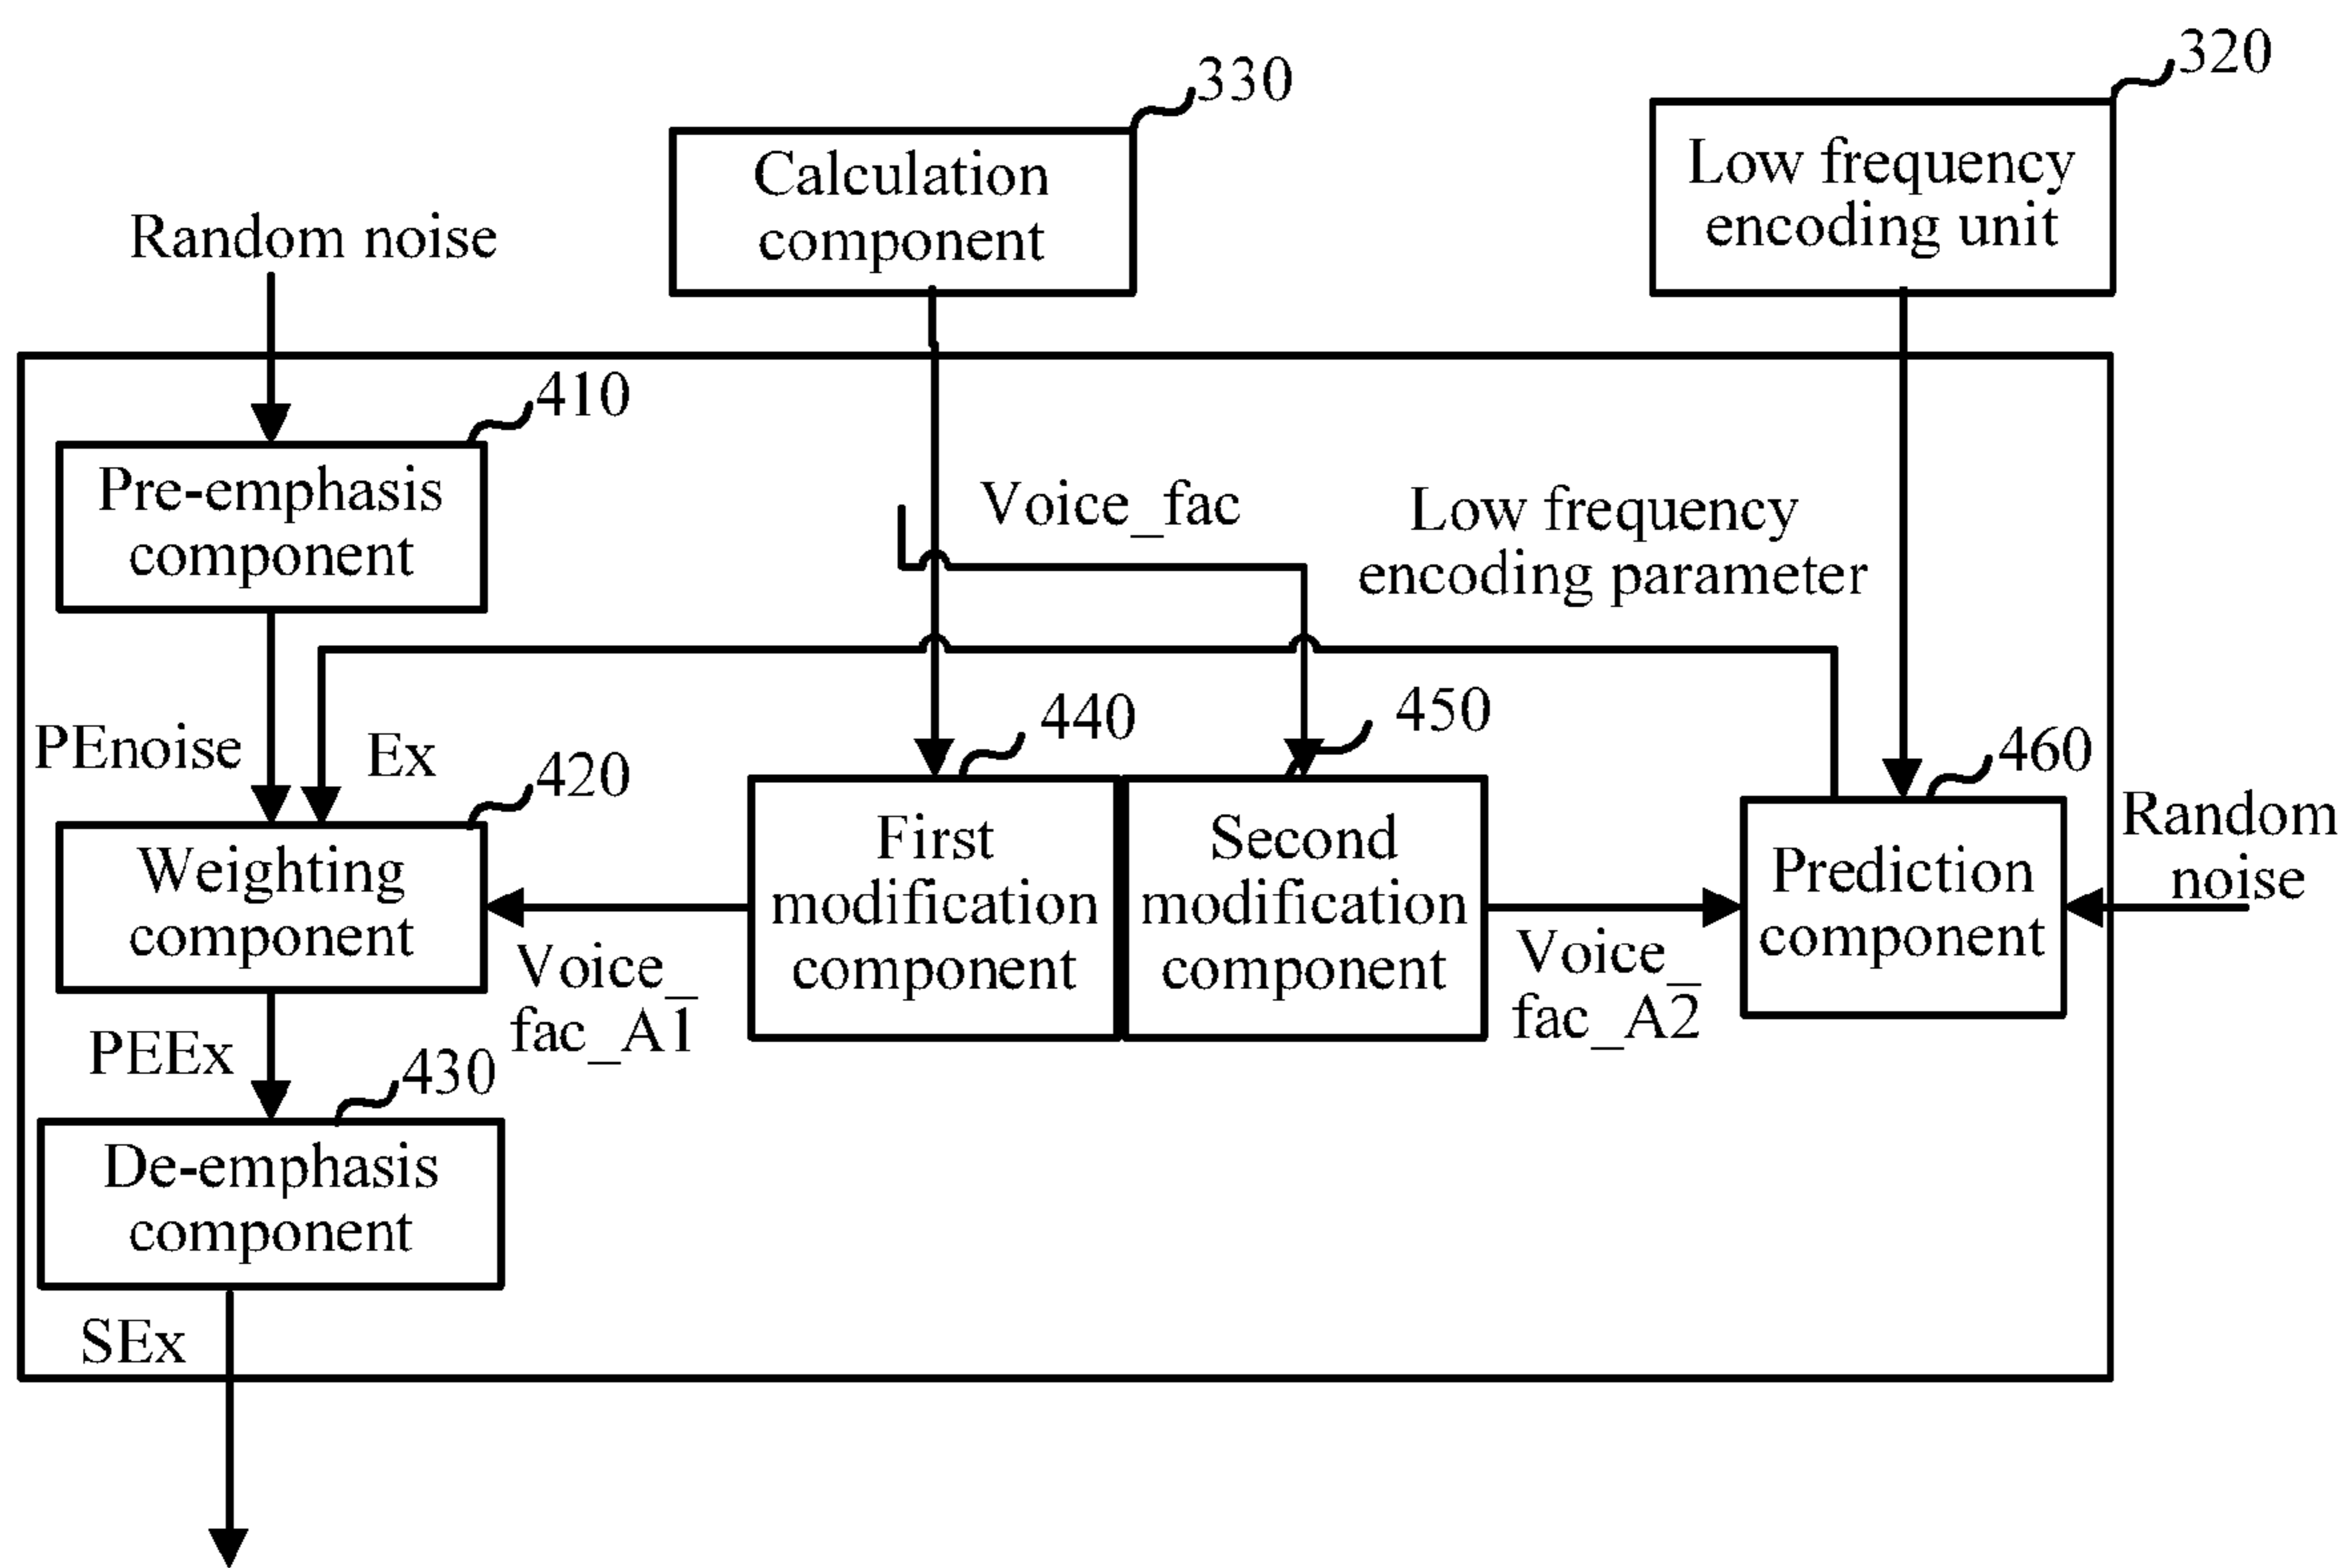 320
330
Calculation
component
Low frequency
encoding unit
Random noise
410
Pre-emphasis
component
Voice_fac
Low frequency
encoding parameter
PEnoise
Ex
420
440
450
460
Weighting
component
First
modification
component
Second
modification
component
Prediction
component
Random
noise
Voice_
fac_A1
Voice_
fac_A2
PEEx
430
De-emphasis
component
SEx